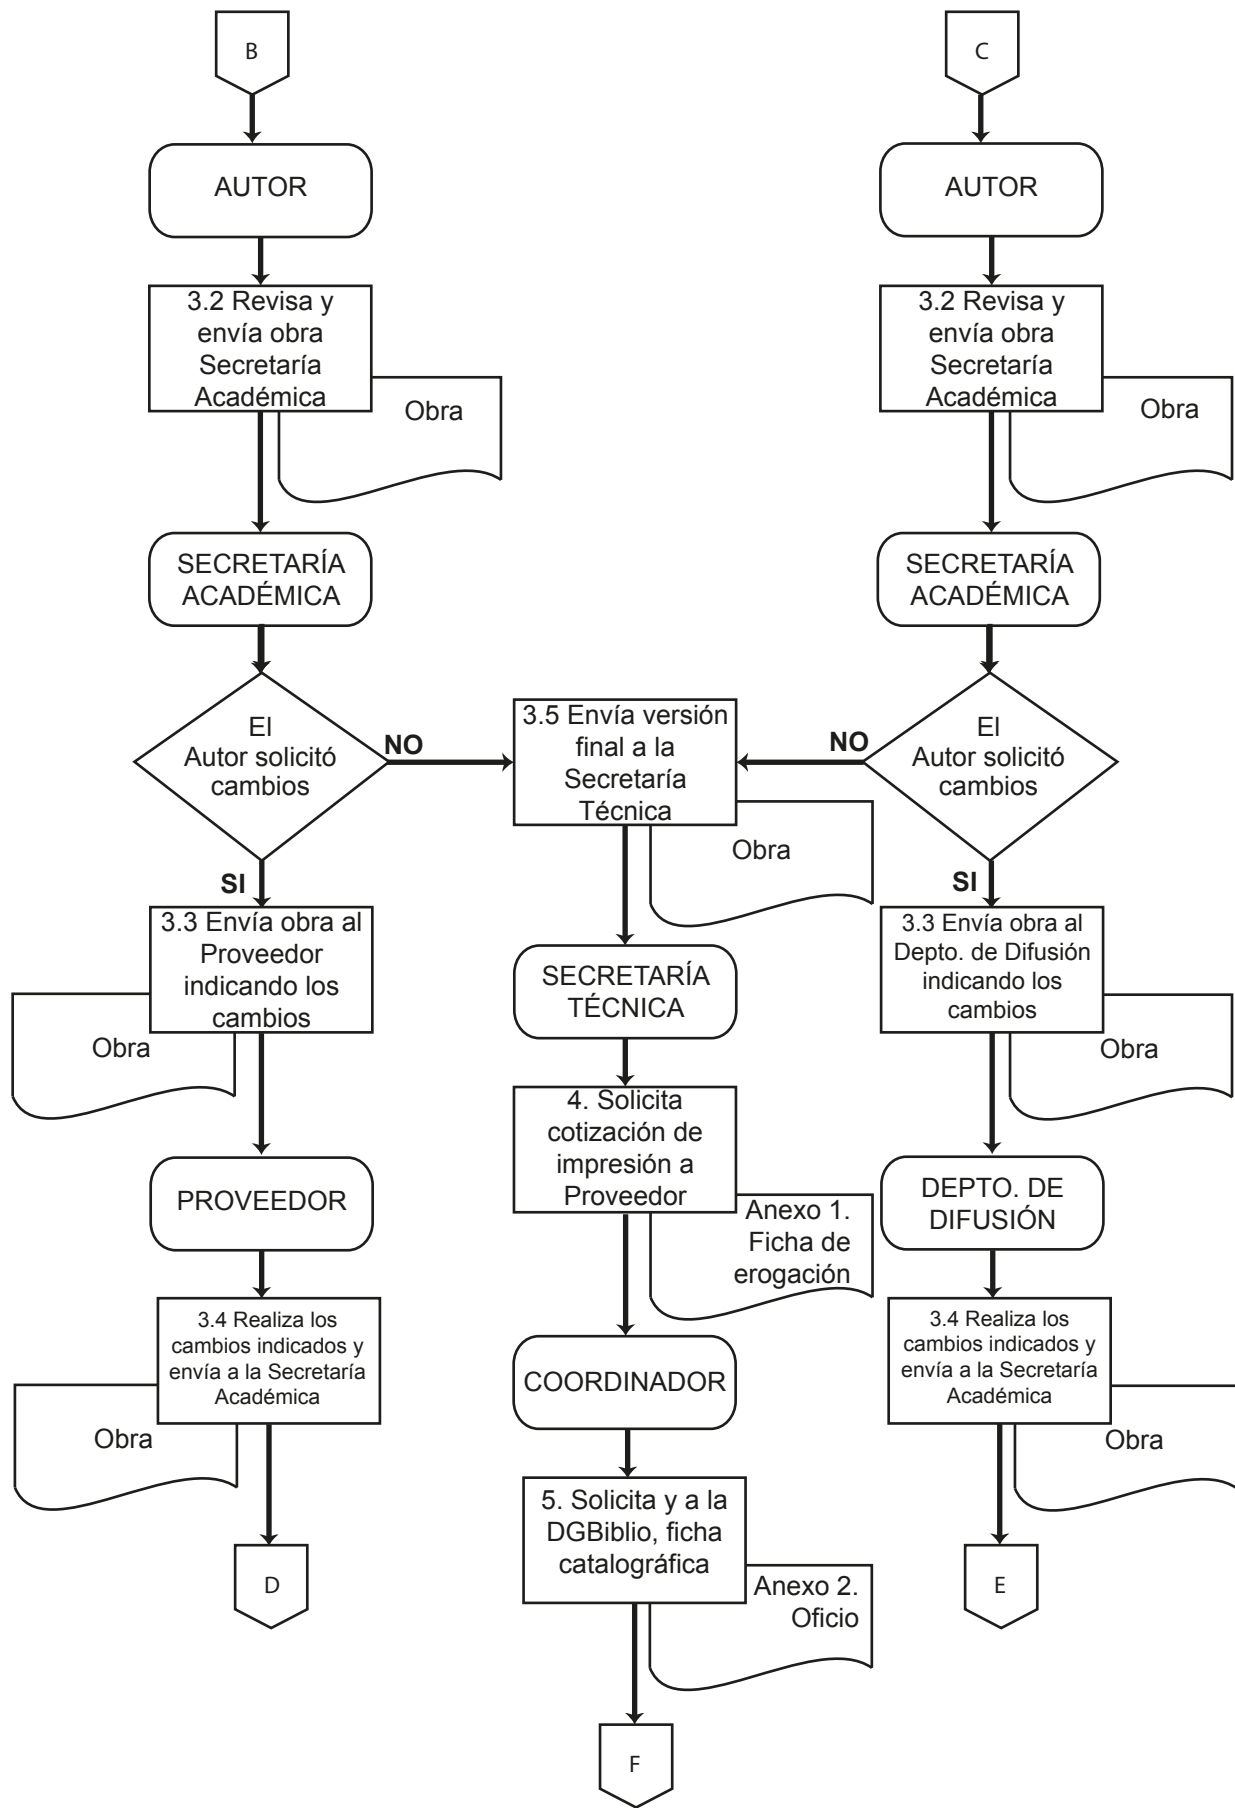 B
AUTOR
3.2 Revisa y
envía obra
Secretaría
Académica
Obra
SECRETARÍA
ACADÉMICA
El
Autor solicitó
cambios
NO
SI
3.3 Envía obra al
Proveedor
indicando los
cambios
Obra
PROVEEDOR
3.4 Realiza los
cambios indicados y
envía a la Secretaría
Académica
Obra
D
3.5 Envía versión
final a la
Secretaría
Técnica
Obra
SECRETARÍA
TÉCNICA
4. Solicita
cotización de
impresión a
Proveedor
Anexo 1.
Ficha de
erogación
COORDINADOR
5. Solicita y a la
DGBiblio, ficha
catalográfica
Anexo 2.
Oficio
F
C
AUTOR
3.2 Revisa y
envía obra
Secretaría
Académica
Obra
SECRETARÍA
ACADÉMICA
El
Autor solicitó
cambios
NO
SI
3.3 Envía obra al
Depto. de Difusión
indicando los
cambios
Obra
DEPTO. DE
DIFUSIÓN
3.4 Realiza los
cambios indicados y
envía a la Secretaría
Académica
Obra
E